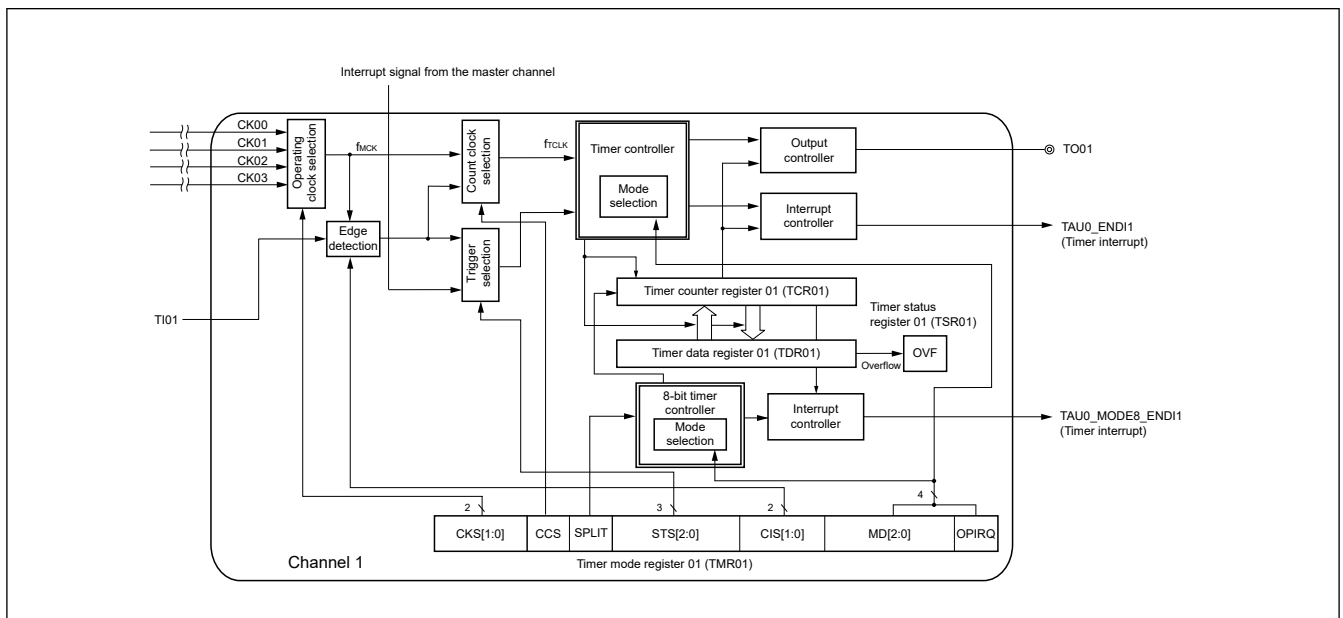 Interrupt signal from the master channel
CK00
CK01
CK02
CK03
Operating
clock selection
fMCK
Count clock
selection
fTCLK
Timer controller
Mode
selection
Output
controller
TO01
Edge
detection
Trigger
selection
Interrupt
controller
TAU0_ENDI1
(Timer interrupt)
TI01
Timer counter register 01 (TCR01)
Timer status
register 01 (TSR01)
Timer data register 01 (TDR01)
Overflow
OVF
8-bit timer
controller
Mode
selection
Interrupt
controller
TAU0_MODE8_ENDI1
(Timer interrupt)
2
3
2
4
CKS[1:0]
CCS
SPLIT
STS[2:0]
CIS[1:0]
MD[2:0]
OPIRQ
Channel 1
Timer mode register 01 (TMR01)